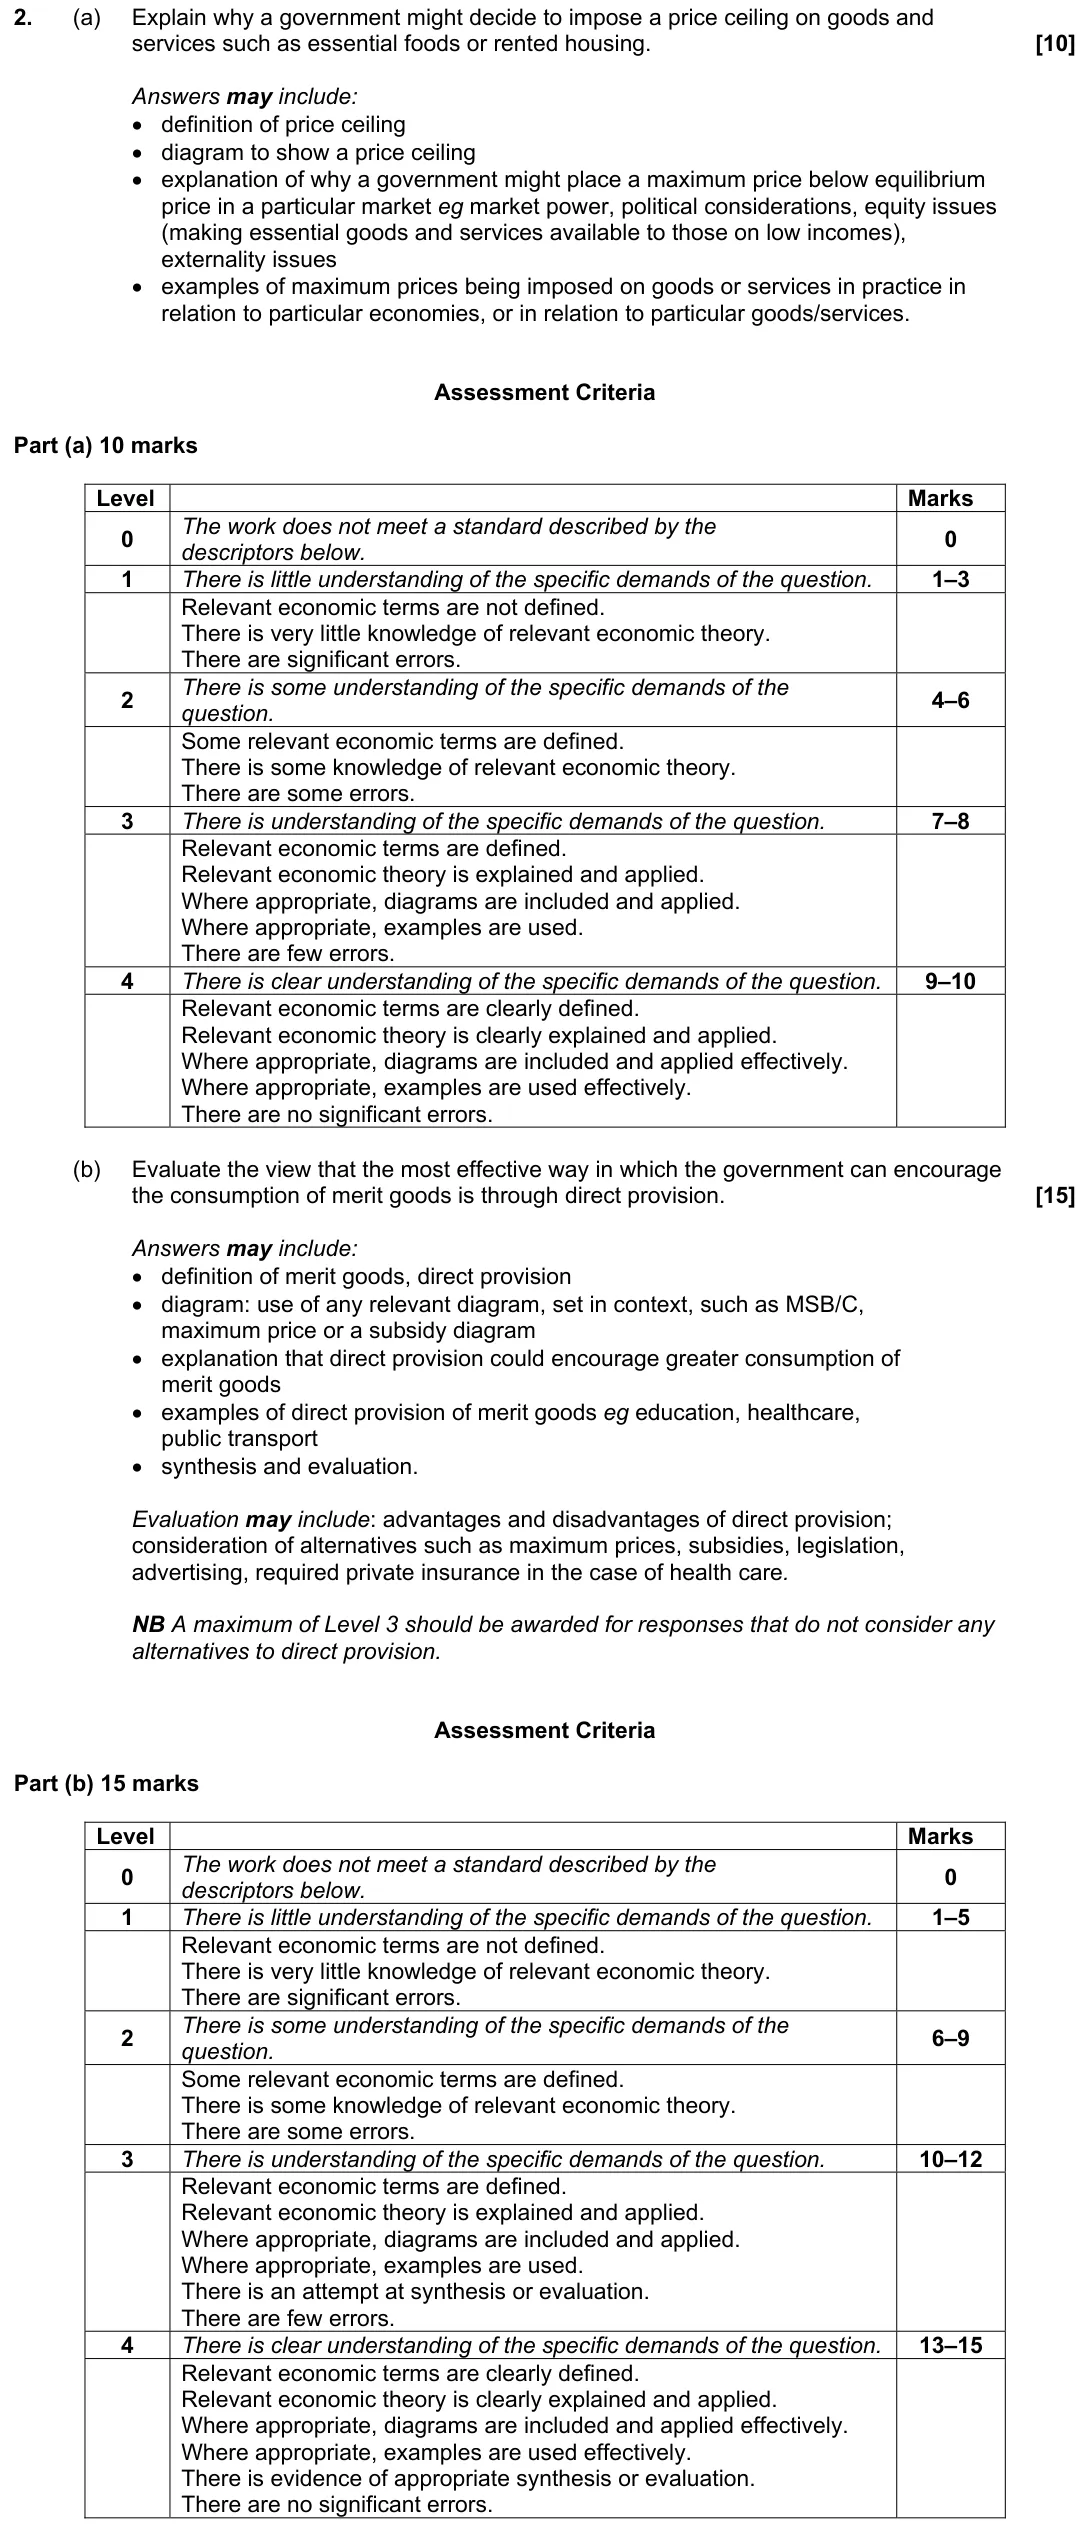 2. (a) Explain why a government might decide to impose a price ceiling on goods and
services such as essential foods or rented housing. [10]
Answers may include:
• definition of price ceiling
• diagram to show a price ceiling
• explanation of why a government might place a maximum price below equilibrium
price in a particular market eg market power, political considerations, equity issues
(making essential goods and services available to those on low incomes),
externality issues
• examples of maximum prices being imposed on goods or services in practice in
relation to particular economies, or in relation to particular goods/services.
Assessment Criteria
Part (a) 10 marks
Level Marks
The work does not meet a standard described by the
0 0
descriptors below.
1 There is little understanding of the specific demands of the question. 1–3
Relevant economic terms are not defined.
There is very little knowledge of relevant economic theory.
There are significant errors.
There is some understanding of the specific demands of the
2 4–6
question.
Some relevant economic terms are defined.
There is some knowledge of relevant economic theory.
There are some errors.
3 There is understanding of the specific demands of the question. 7–8
Relevant economic terms are defined.
Relevant economic theory is explained and applied.
Where appropriate, diagrams are included and applied.
Where appropriate, examples are used.
There are few errors.
4 There is clear understanding of the specific demands of the question. 9–10
Relevant economic terms are clearly defined.
Relevant economic theory is clearly explained and applied.
Where appropriate, diagrams are included and applied effectively.
Where appropriate, examples are used effectively.
There are no significant errors.
(b) Evaluate the view that the most effective way in which the government can encourage
the consumption of merit goods is through direct provision. [15]
Answers may include:
• definition of merit goods, direct provision
• diagram: use of any relevant diagram, set in context, such as MSB/C,
maximum price or a subsidy diagram
• explanation that direct provision could encourage greater consumption of
merit goods
• examples of direct provision of merit goods eg education, healthcare,
public transport
• synthesis and evaluation.
Evaluation may include: advantages and disadvantages of direct provision;
consideration of alternatives such as maximum prices, subsidies, legislation,
advertising, required private insurance in the case of health care.
NB A maximum of Level 3 should be awarded for responses that do not consider any
alternatives to direct provision.
Assessment Criteria
Part (b) 15 marks
Level Marks
The work does not meet a standard described by the
0 0
descriptors below.
1 There is little understanding of the specific demands of the question. 1–5
Relevant economic terms are not defined.
There is very little knowledge of relevant economic theory.
There are significant errors.
There is some understanding of the specific demands of the
2 6–9
question.
Some relevant economic terms are defined.
There is some knowledge of relevant economic theory.
There are some errors.
3 There is understanding of the specific demands of the question. 10–12
Relevant economic terms are defined.
Relevant economic theory is explained and applied.
Where appropriate, diagrams are included and applied.
Where appropriate, examples are used.
There is an attempt at synthesis or evaluation.
There are few errors.
4 There is clear understanding of the specific demands of the question. 13–15
Relevant economic terms are clearly defined.
Relevant economic theory is clearly explained and applied.
Where appropriate, diagrams are included and applied effectively.
Where appropriate, examples are used effectively.
There is evidence of appropriate synthesis or evaluation.
There are no significant errors.